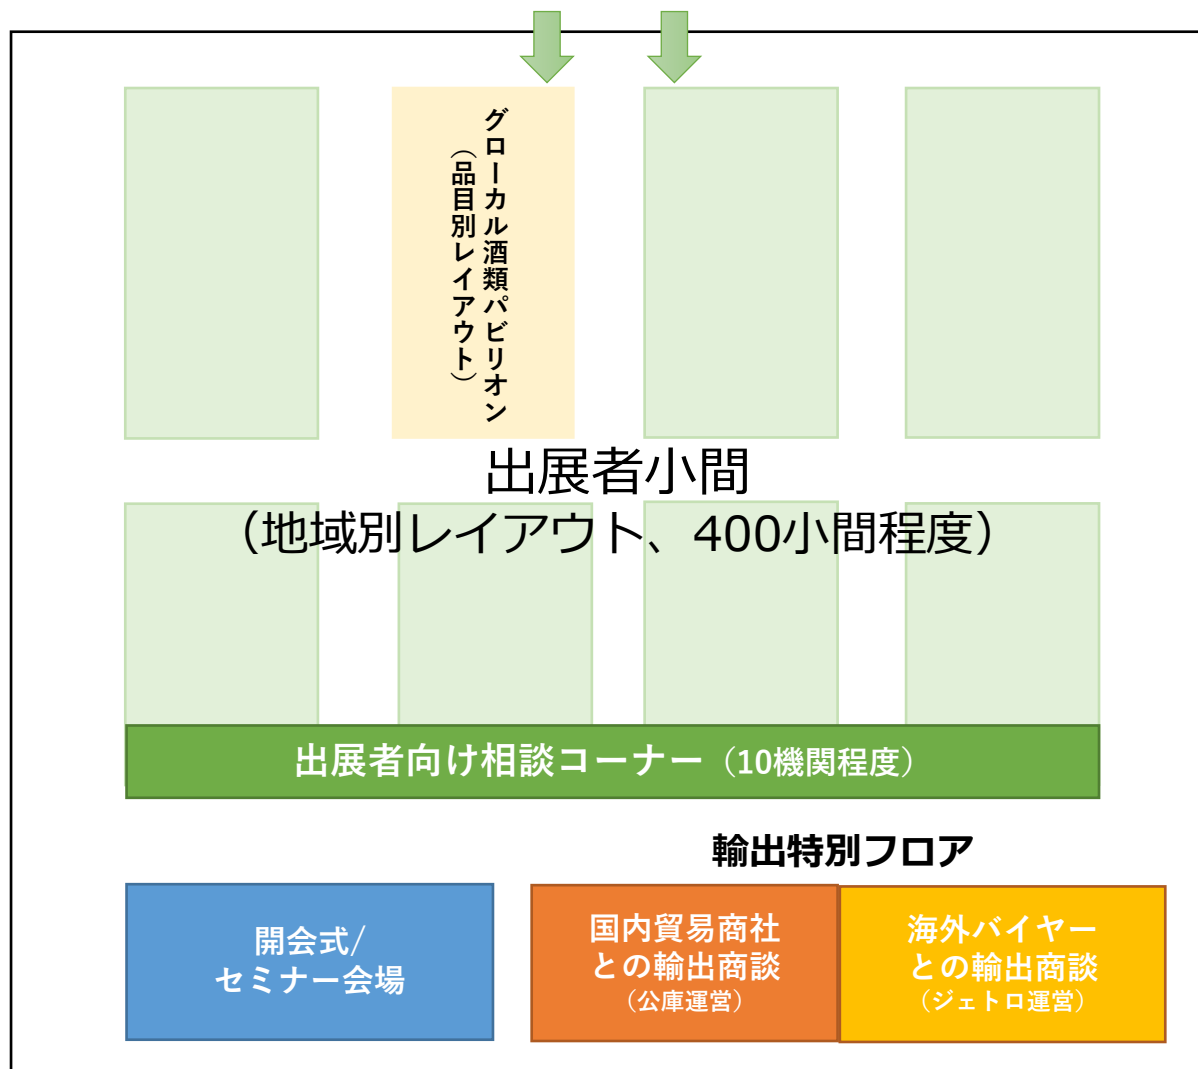 グローカル酒類パビリオン
（品目別レイアウト）
出展者小間
（地域別レイアウト、400小間程度）
出展者向け相談コーナー（10機関程度）
輸出特別フロア
開会式/
セミナー会場
国内貿易商社
との輸出商談
（公庫運営）
海外バイヤー
との輸出商談
（ジェトロ運営）